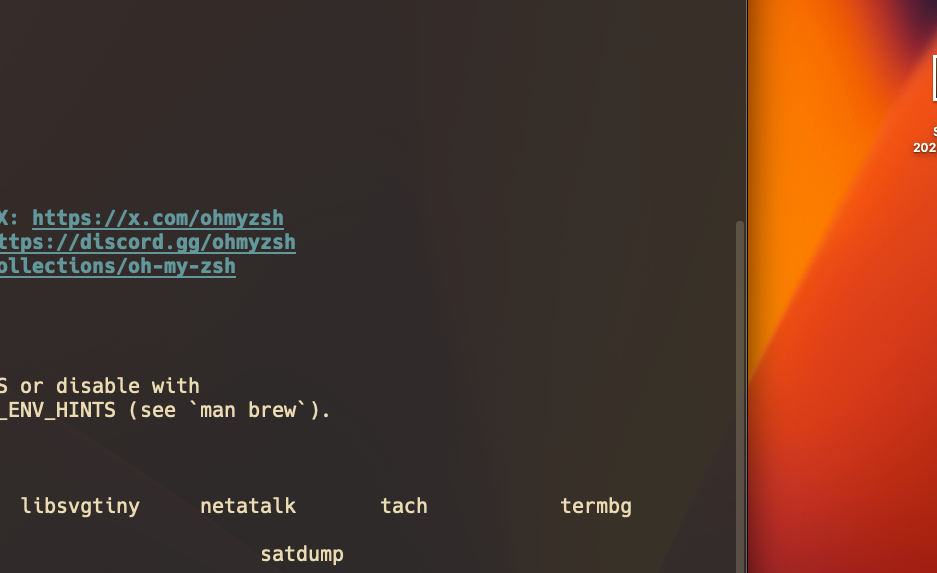 X: https://x.com/ohmyzsh
ttps://discord.gg/ohmyzsh
ollections/oh-my-zsh
S or disable with
_ENV_HINTS (see `man brew`).
libsvgtiny netatalk tach termbg
satdump
S
202